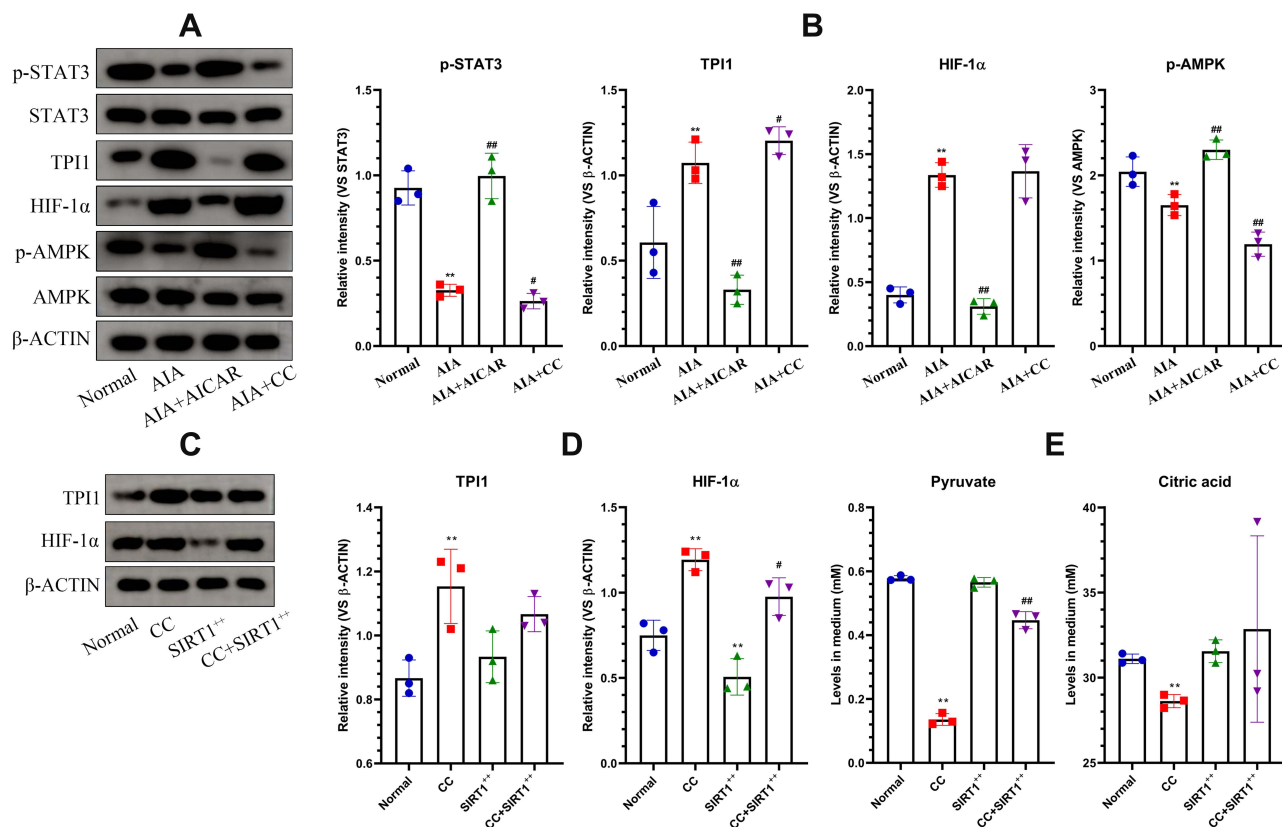 A
p-STAT3
STAT3
TPI1
HIF-1α
p-AMPK
AMPK
β-ACTIN
Normal
AIA
AIA+AICAR
AIA+CC
B
p-STAT3
Relative intensity (VS STAT3)
1.5
1.0
0.5
0.0
**
##
#
Normal
AIA
AIA+AICAR
AIA+CC
TPI1
Relative intensity (VS β-ACTIN)
1.5
1.0
0.5
0.0
**
##
#
Normal
AIA
AIA+AICAR
AIA+CC
HIF-1α
Relative intensity (VS β-ACTIN)
2.0
1.5
1.0
0.5
0.0
**
##
Normal
AIA
AIA+AICAR
AIA+CC
p-AMPK
Relative intensity (VS AMPK)
3
2
1
0
**
##
##
Normal
AIA
AIA+AICAR
AIA+CC
C
TPI1
HIF-1α
β-ACTIN
Normal
CC
SIRT1++
CC+SIRT1++
D
TPI1
Relative intensity (VS β-ACTIN)
1.4
1.2
1.0
0.8
0.6
**
Normal
CC
SIRT1++
CC+SIRT1++
HIF-1α
Relative intensity (VS β-ACTIN)
1.5
1.0
0.5
0.0
**
**
#
Normal
CC
SIRT1++
CC+SIRT1++
E
Pyruvate
Levels in medium (mM)
0.8
0.6
0.4
0.2
0.0
**
##
Normal
CC
SIRT1++
CC+SIRT1++
Citric acid
Levels in medium (mM)
40
35
30
25
**
Normal
CC
SIRT1++
CC+SIRT1++